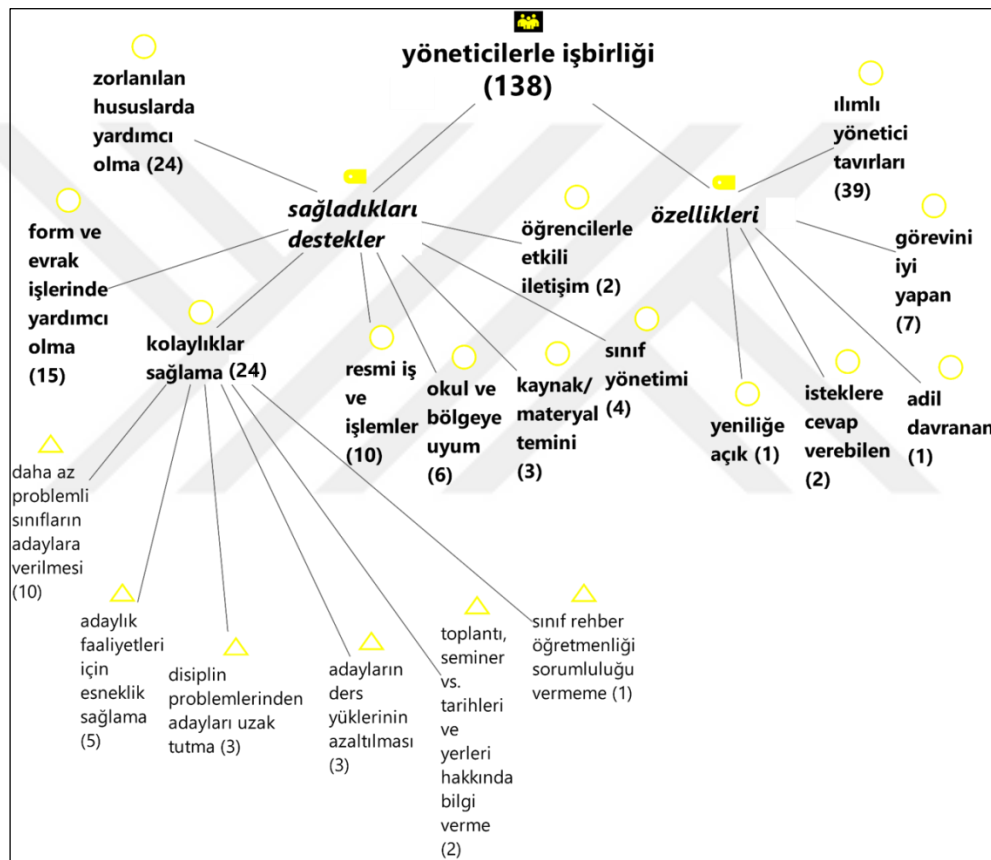 yöneticilerle işbirliği
(138)
zorlanılan
hususlarda
yardımcı
olma (24)
ılımlı
yönetici
tavırları
(39)
sağladıkları
destekler
özellikleri
form ve
evrak
işlerinde
yardımcı
olma
(15)
öğrencilerle
etkili
iletişim (2)
görevini
iyi
yapan
(7)
kolaylıklar
sağlama (24)
resmi iş
ve
işlemler
(10)
okul ve
bölgeye
uyum
(6)
kaynak/
materyal
temini
(3)
sınıf
yönetimi
(4)
yeniliğe
açık (1)
isteklere
cevap
verebilen
(2)
adil
davranan
(1)
daha az
problemli
sınıfların
adaylara
verilmesi
(10)
adaylık
faaliyetleri
için
esneklik
sağlama
(5)
disiplin
problemlerinden
adayları uzak
tutma (3)
adayların
ders
yüklerinin
azaltılması
(3)
toplantı,
seminer
vs.
tarihleri
ve
yerleri
hakkında
bilgi
verme
(2)
sınıf rehber
öğretmenliği
sorumluluğu
vermeme (1)